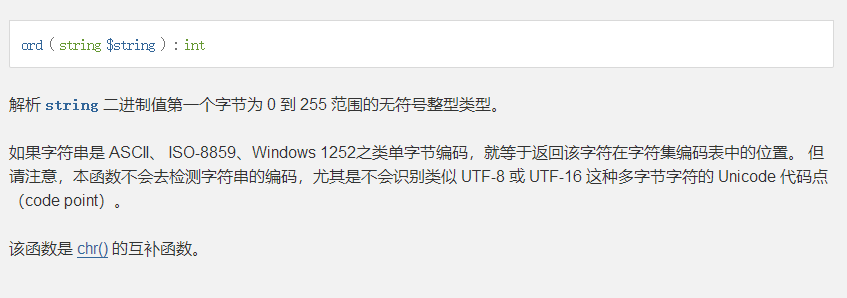 ord ( string $string ) : int
解析 string 二进制值第一个字节为 0 到 255 范围的无符号整型类型。
如果字符串是 ASCII、 ISO-8859、Windows 1252之类单字节编码，就等于返回该字符在字符集编码表中的位置。 但
请注意，本函数不会去检测字符串的编码，尤其是不会识别类似 UTF-8 或 UTF-16 这种多字节字符的 Unicode 代码点
（code point）。
该函数是 chr() 的互补函数。